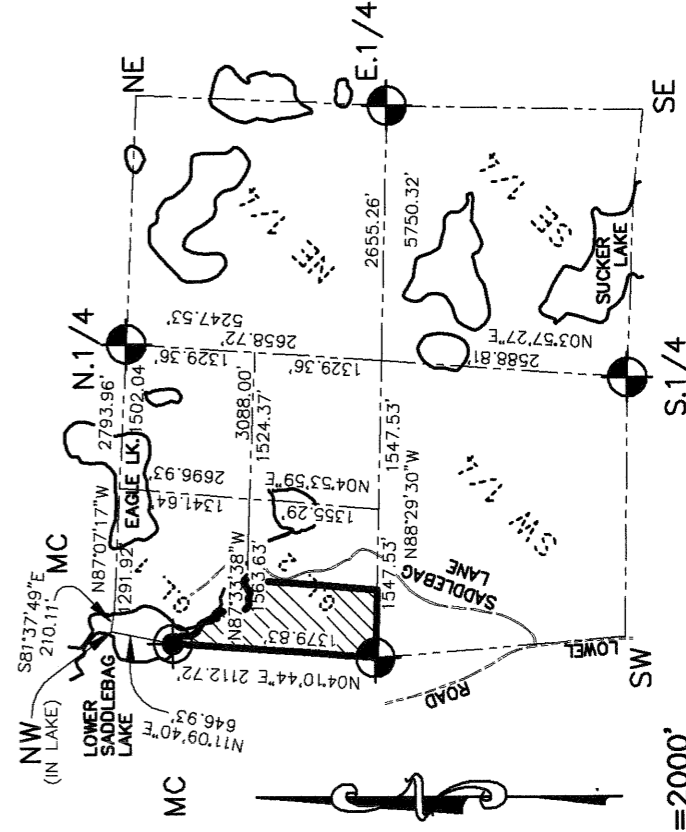 NE
N.1/4
E.1/4
NW
(IN LAKE)
S81°37'49"E
210.11'
MC
N87°07'17"W
2793.96'
1291.92'
1502.04
EAGLE LK.
LOWER
SADDLEBAG
LAKE
MC
N11°09'40"E
646.93'
N04°10'44"E 2112.72'
GL 1
GL 2
1341.64'
2696.93'
1355.29'
N04°53'59"E
N87°33'38"W
3088.00'
1563.63'
1524.37'
1379.83'
1329.36'
2658.72'
5247.53'
1329.36'
NE 1/4
2655.26'
5750.32'
1547.53'
1547.53'
N88°29'30"W
SADDLEBAG
LANE
SW 1/4
SE 1/4
2588.81
N03°57'27"E
SUCKER
LAKE
ROAD
LOWEL
SW
S.1/4
SE
=2000'